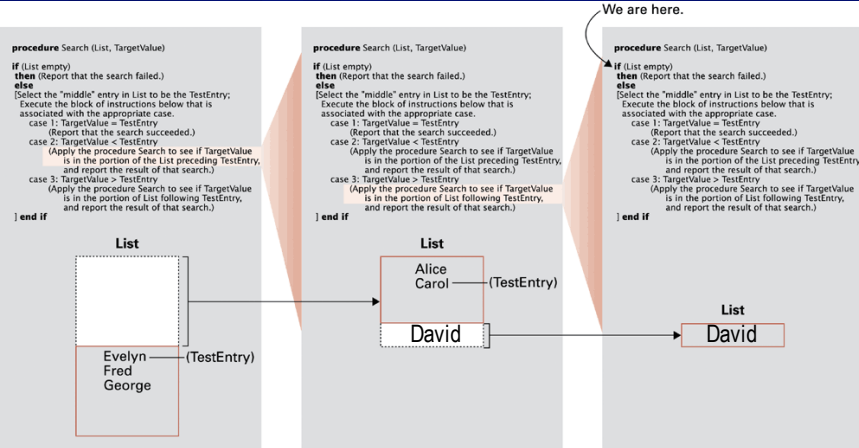 We are here.
procedure Search (List, TargetValue)
if (List empty)
then (Report that the search failed.)
else
[Select the "middle" entry in List to be the TestEntry;
Execute the block of instructions below that is
associated with the appropriate case.
case 1: TargetValue = TestEntry
(Report that the search succeeded.)
case 2: TargetValue < TestEntry
(Apply the procedure Search to see if TargetValue
is in the portion of the List preceding TestEntry,
and report the result of that search.)
case 3: TargetValue > TestEntry
(Apply the procedure Search to see if TargetValue
is in the portion of List following TestEntry,
and report the result of that search.)
] end if
List
Evelyn (TestEntry)
Fred
George
procedure Search (List, TargetValue)
if (List empty)
then (Report that the search failed.)
else
[Select the "middle" entry in List to be the TestEntry;
Execute the block of instructions below that is
associated with the appropriate case.
case 1: TargetValue = TestEntry
(Report that the search succeeded.)
case 2: TargetValue < TestEntry
(Apply the procedure Search to see if TargetValue
is in the portion of the List preceding TestEntry,
and report the result of that search.)
case 3: TargetValue > TestEntry
(Apply the procedure Search to see if TargetValue
is in the portion of List following TestEntry,
and report the result of that search.)
] end if
List
Alice
Carol (TestEntry)
David
procedure Search (List, TargetValue)
if (List empty)
then (Report that the search failed.)
else
[Select the "middle" entry in List to be the TestEntry;
Execute the block of instructions below that is
associated with the appropriate case.
case 1: TargetValue = TestEntry
(Report that the search succeeded.)
case 2: TargetValue < TestEntry
(Apply the procedure Search to see if TargetValue
is in the portion of the List preceding TestEntry,
and report the result of that search.)
case 3: TargetValue > TestEntry
(Apply the procedure Search to see if TargetValue
is in the portion of List following TestEntry,
and report the result of that search.)
] end if
List
David